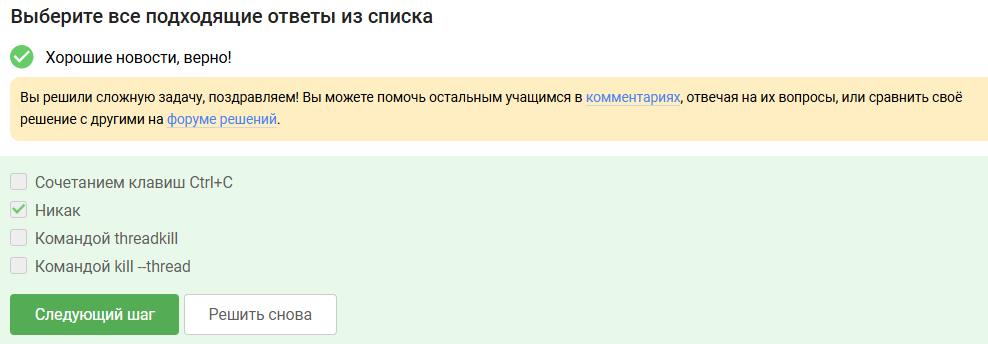 Выберите все подходящие ответы из списка
Хорошие новости, верно!
Вы решили сложную задачу, поздравляем! Вы можете помочь остальным учащимся в комментариях, отвечая на их вопросы, или сравнить своё
решение с другими на форуме решений.
Сочетанием клавиш Ctrl+C
Никак
Командой threadkill
Командой kill --thread
Следующий шаг
Решить снова